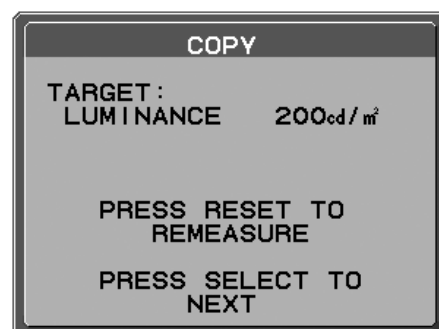 COPY
TARGET:
LUMINANCE 200cd/㎡
PRESS RESET TO
REMEASURE
PRESS SELECT TO
NEXT